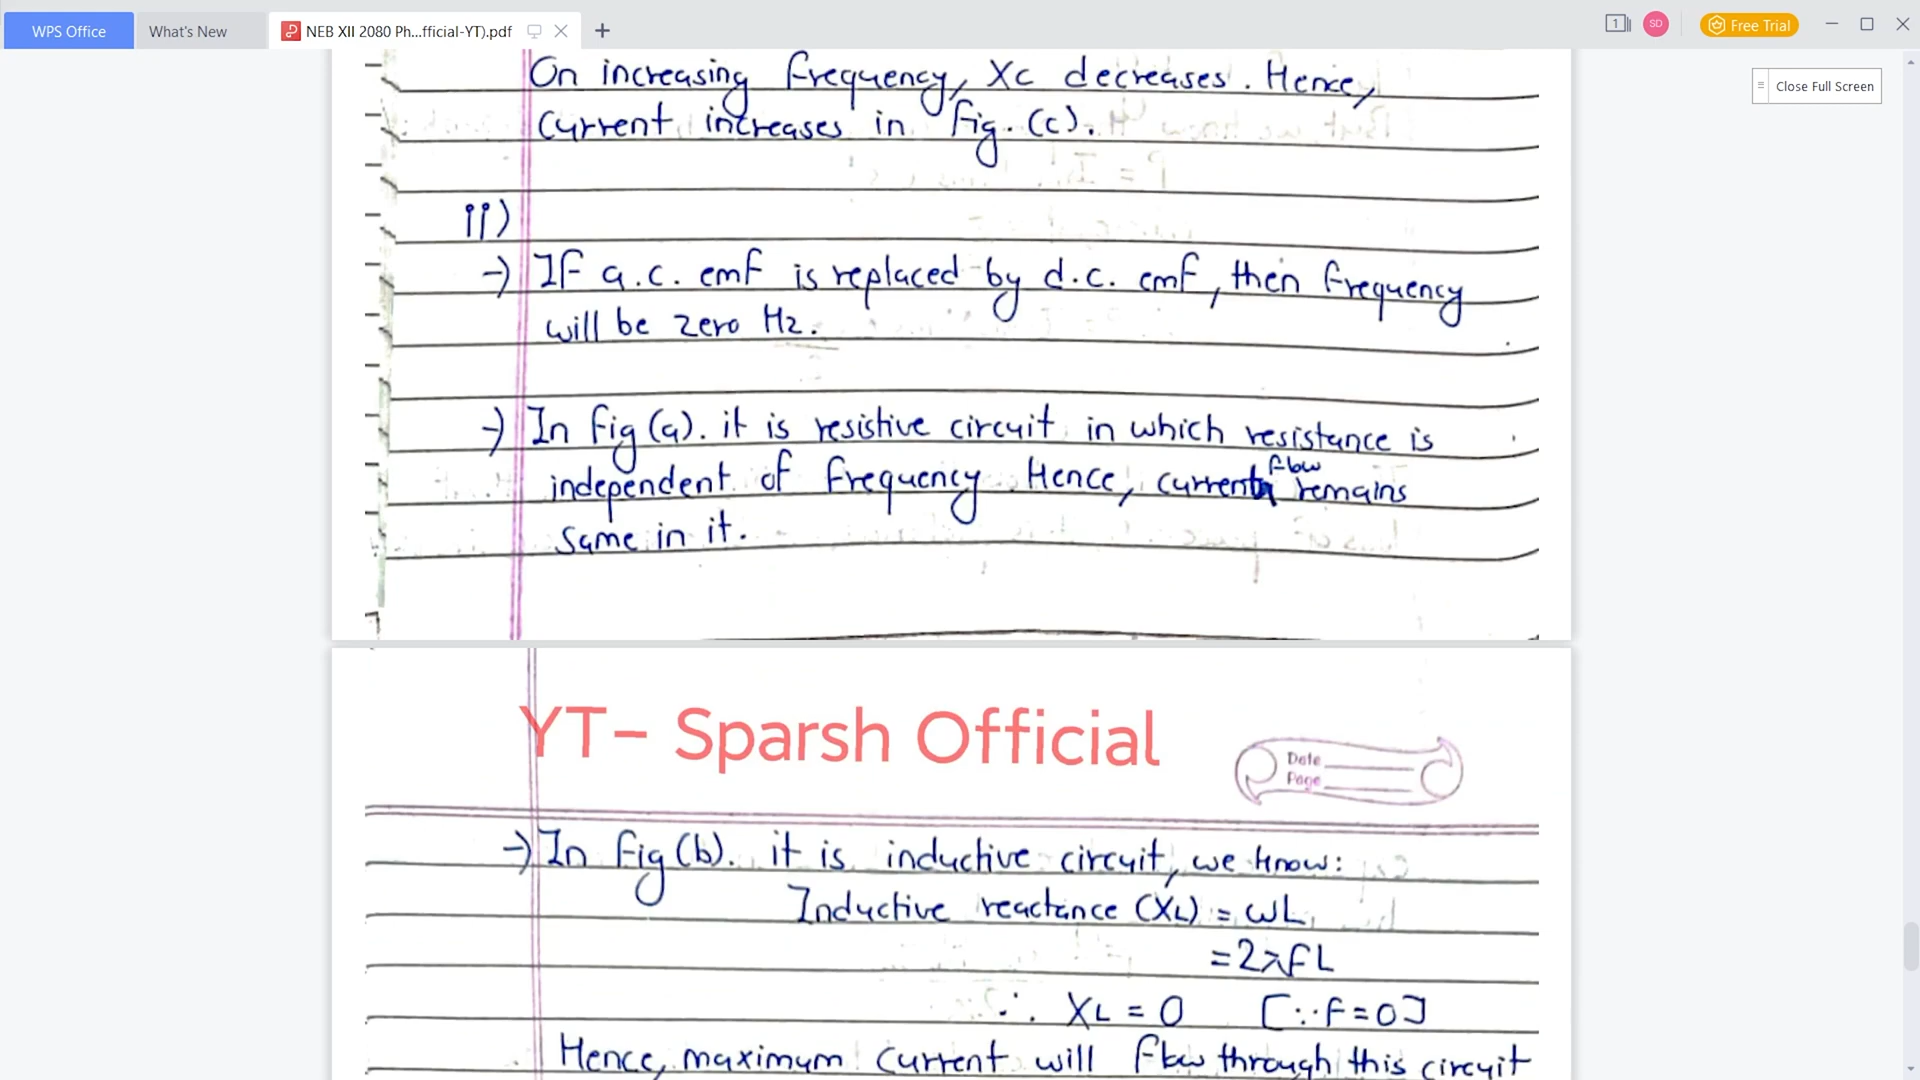 WPS Office
What's New
NEB XII 2080 Ph...fficial-YT).pdf
1
SD
Free Trial
Close Full Screen
On increasing frequency, Xc decreases. Hence,
current increases in fig. (c).
ii)
→) If a.c. emf is replaced by d.c. emf, then frequency
will be zero Hz.
→) In fig (a). it is resistive circuit in which resistance is
independent of frequency. Hence, current flow remains
same in it.
YT- Sparsh Official
Date
Page
→) In fig (b). it is inductive circuit, we know:
Inductive reactance (XL) = ωL
= 2πfL
∴ XL = 0 [∵ f = 0]
Hence, maximum current will flow through this circuit